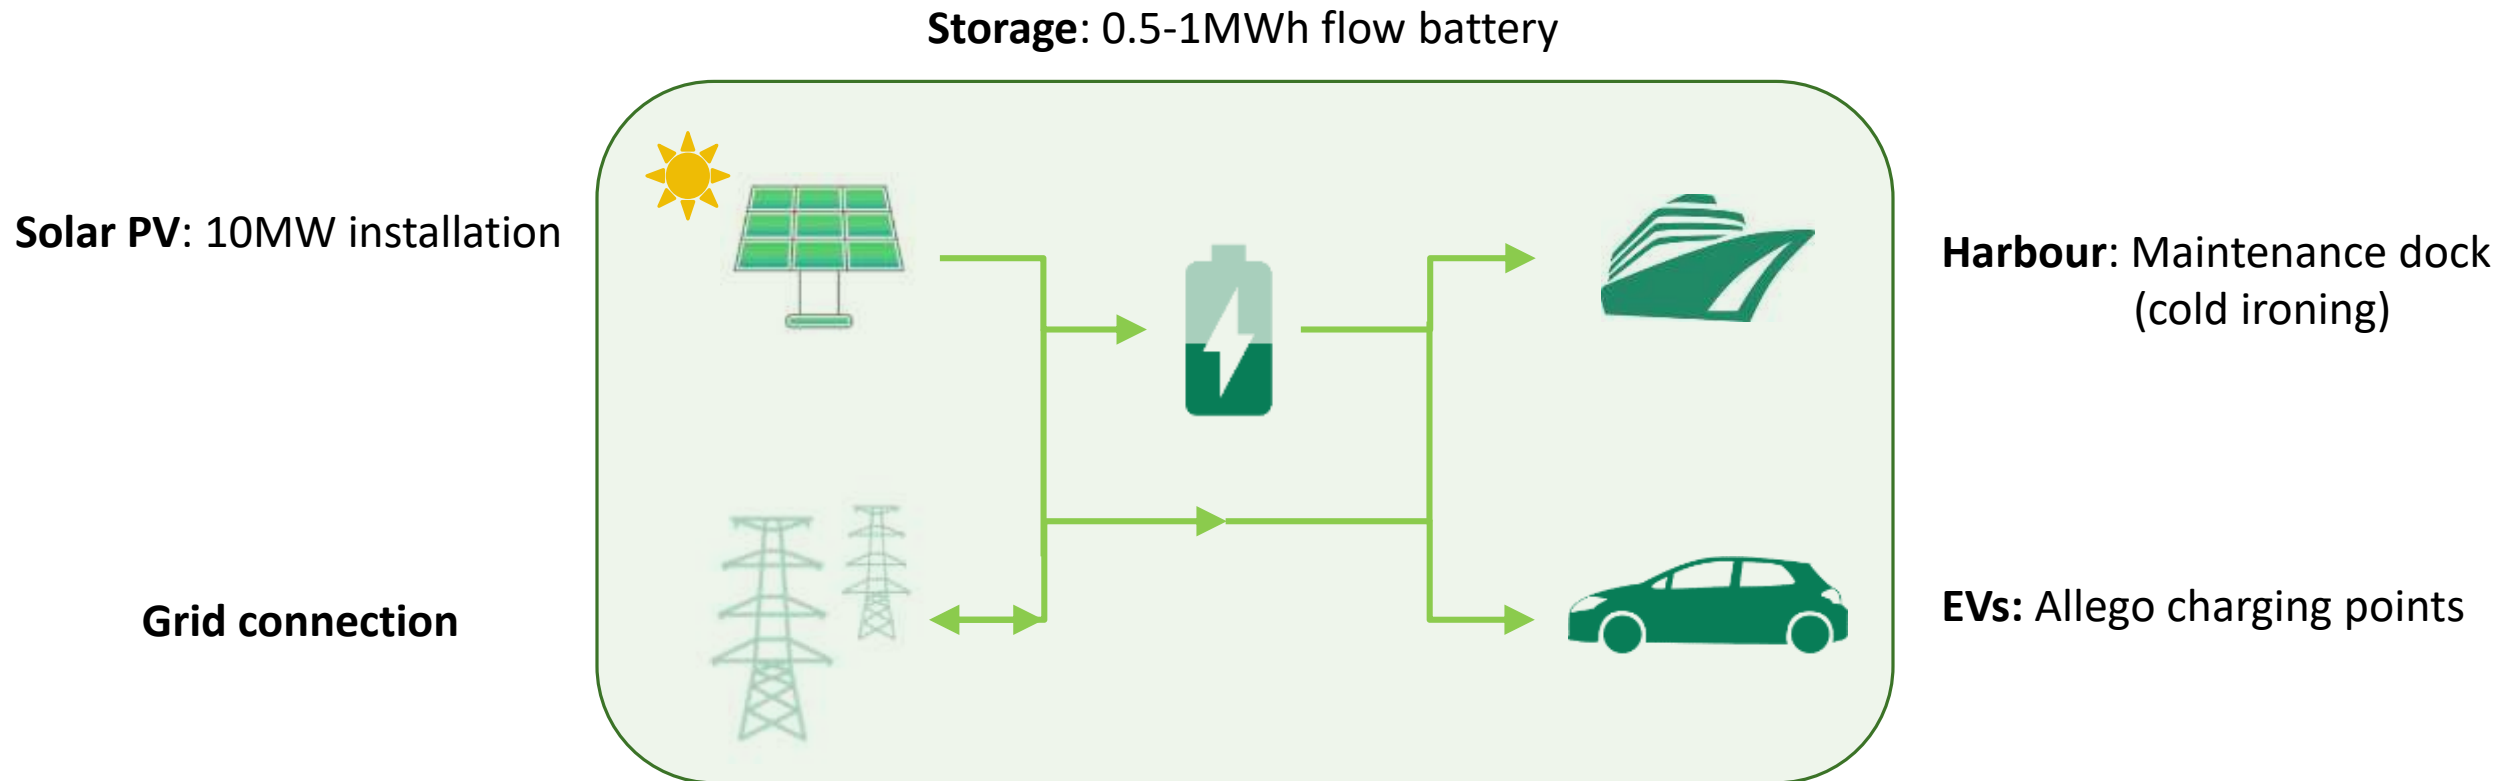 Storage: 0.5-1MWh flow battery
Solar PV: 10MW installation
Harbour: Maintenance dock
(cold ironing)
Grid connection
EVs: Allego charging points